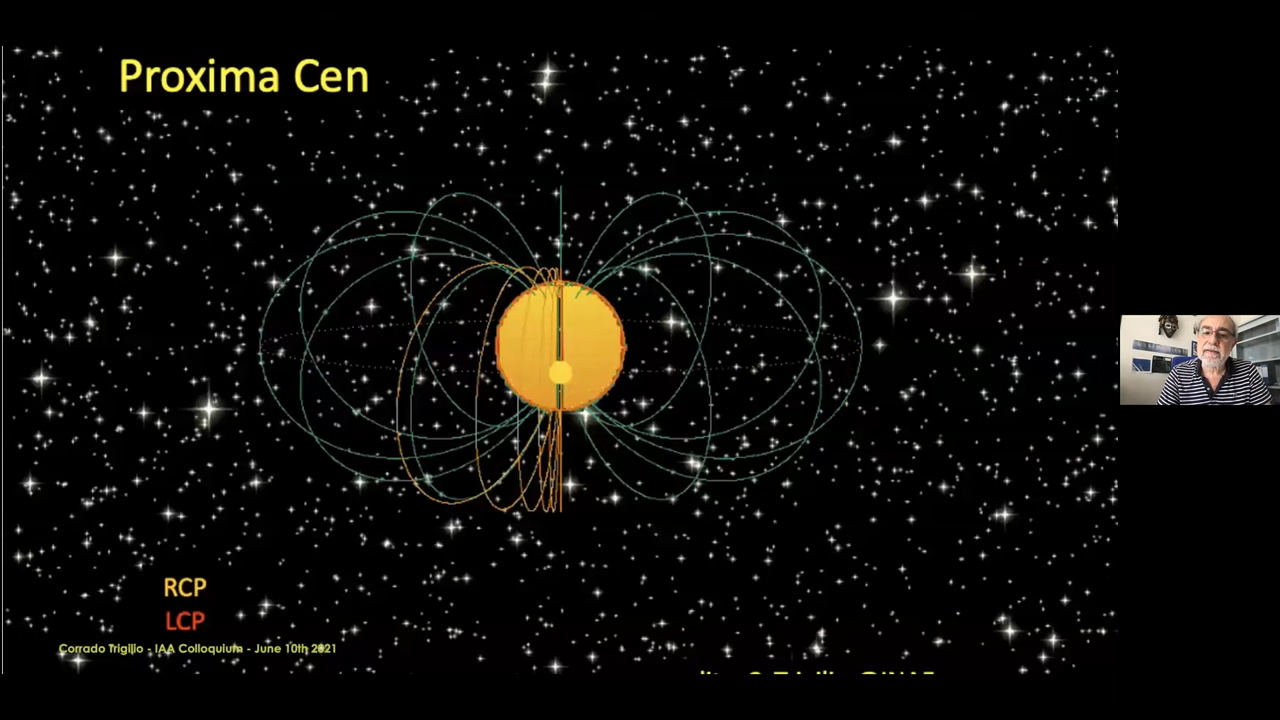 Proxima Cen
RCP
LCP
Corrado Trigilio - IAA Colloquium - June 10th 2021